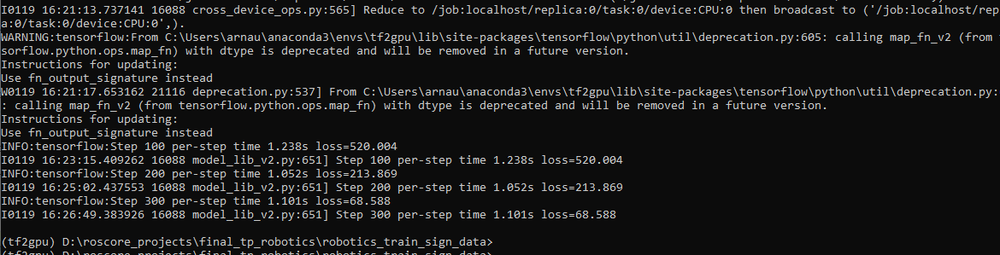 I0119 16:21:13.737141 16088 cross_device_ops.py:565] Reduce to /job:localhost/replica:0/task:0/device:CPU:0 then broadcast to ('/job:localhost/rep
a:0/task:0/device:CPU:0',).
WARNING:tensorflow:From C:\Users\arnau\anaconda3\envs\tf2gpu\lib\site-packages\tensorflow\python\util\deprecation.py:605: calling map_fn_v2 (from
sorflow.python.ops.map_fn) with dtype is deprecated and will be removed in a future version.
Instructions for updating:
Use fn_output_signature instead
W0119 16:21:17.653162 21116 deprecation.py:537] From C:\Users\arnau\anaconda3\envs\tf2gpu\lib\site-packages\tensorflow\python\util\deprecation.py:
: calling map_fn_v2 (from tensorflow.python.ops.map_fn) with dtype is deprecated and will be removed in a future version.
Instructions for updating:
Use fn_output_signature instead
INFO:tensorflow:Step 100 per-step time 1.238s loss=520.004
I0119 16:23:15.409262 16088 model_lib_v2.py:651] Step 100 per-step time 1.238s loss=520.004
INFO:tensorflow:Step 200 per-step time 1.052s loss=213.869
I0119 16:25:02.437553 16088 model_lib_v2.py:651] Step 200 per-step time 1.052s loss=213.869
INFO:tensorflow:Step 300 per-step time 1.101s loss=68.588
I0119 16:26:49.383926 16088 model_lib_v2.py:651] Step 300 per-step time 1.101s loss=68.588
(tf2gpu) D:\roscore_projects\final_tp_robotics\robotics_train_sign_data>
(tf2gpu) D:\roscore_projects\final_tp_robotics\robotics_train_sign_data>